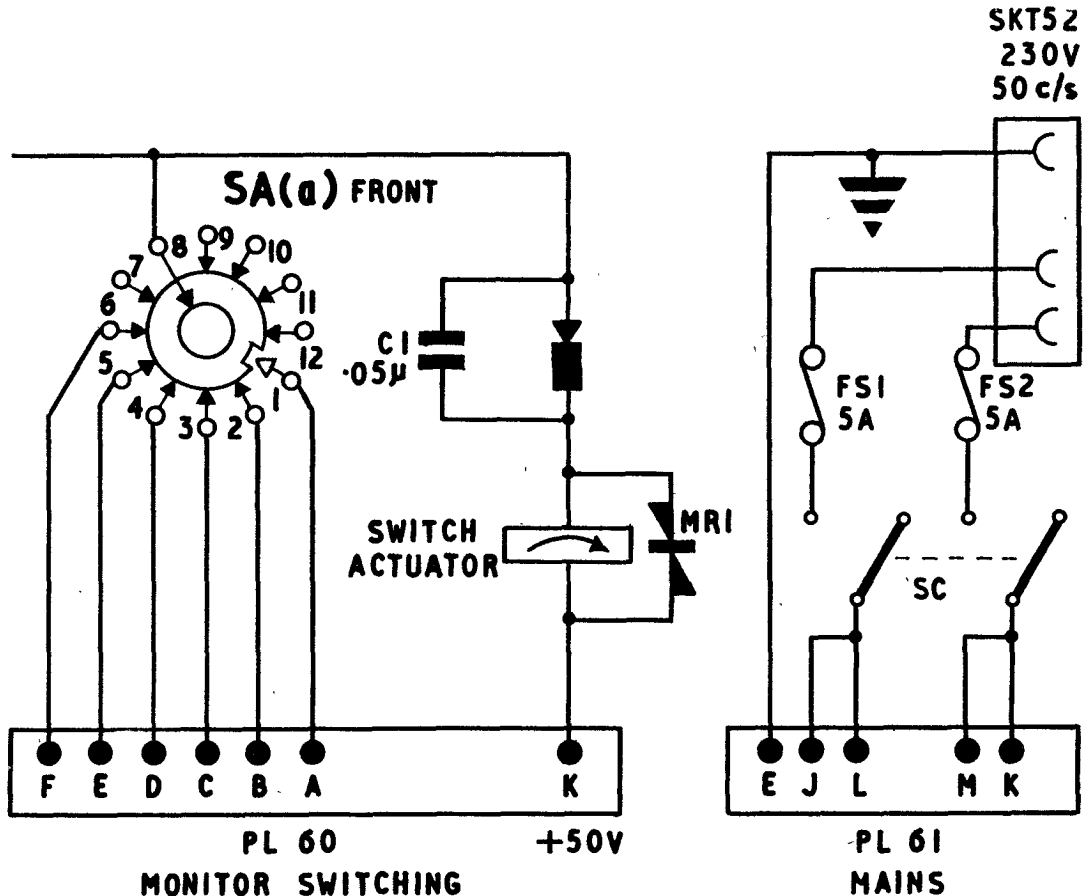 SKT52
230V
50 c/s
SA(a) FRONT
8
9
10
7
11
6
12
5
1
4
3
2
C1
·05µ
FS1
5A
FS2
5A
SWITCH
ACTUATOR
MR1
SC
F E D C B A K
E J L M K
PL 60
+50V
MONITOR SWITCHING
PL 61
MAINS